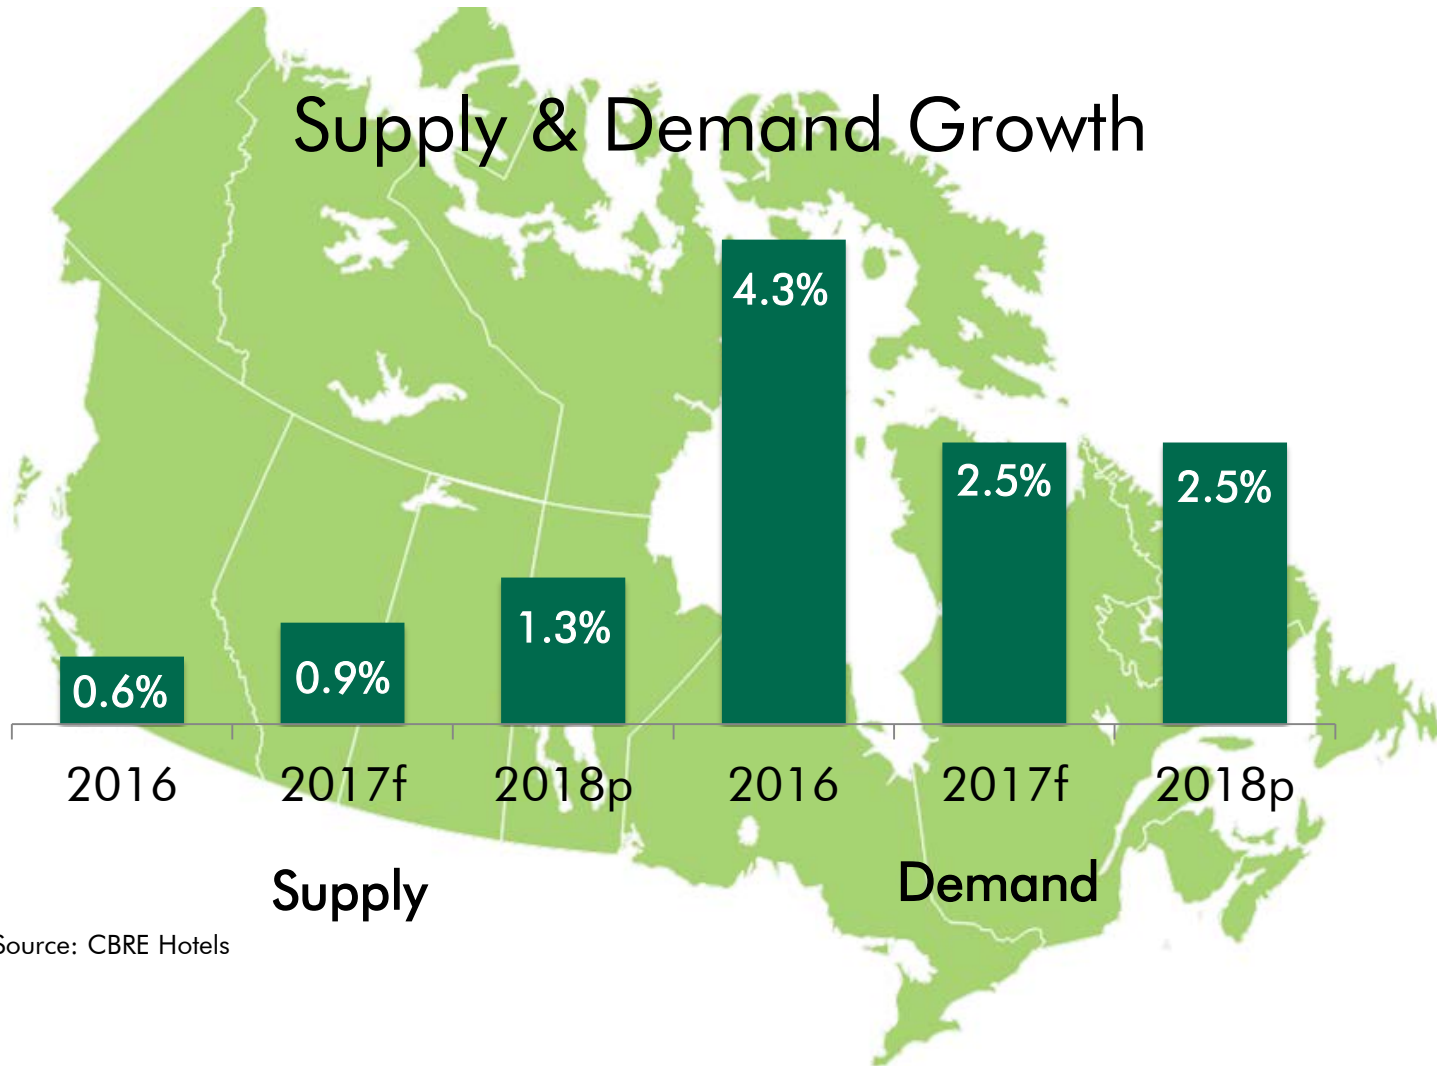 Supply & Demand Growth
4.3%
2.5%
2.5%
1.3%
0.9%
0.6%
2016 2017f 2018p 2016 2017f 2018p
Supply Demand
Source: CBRE Hotels